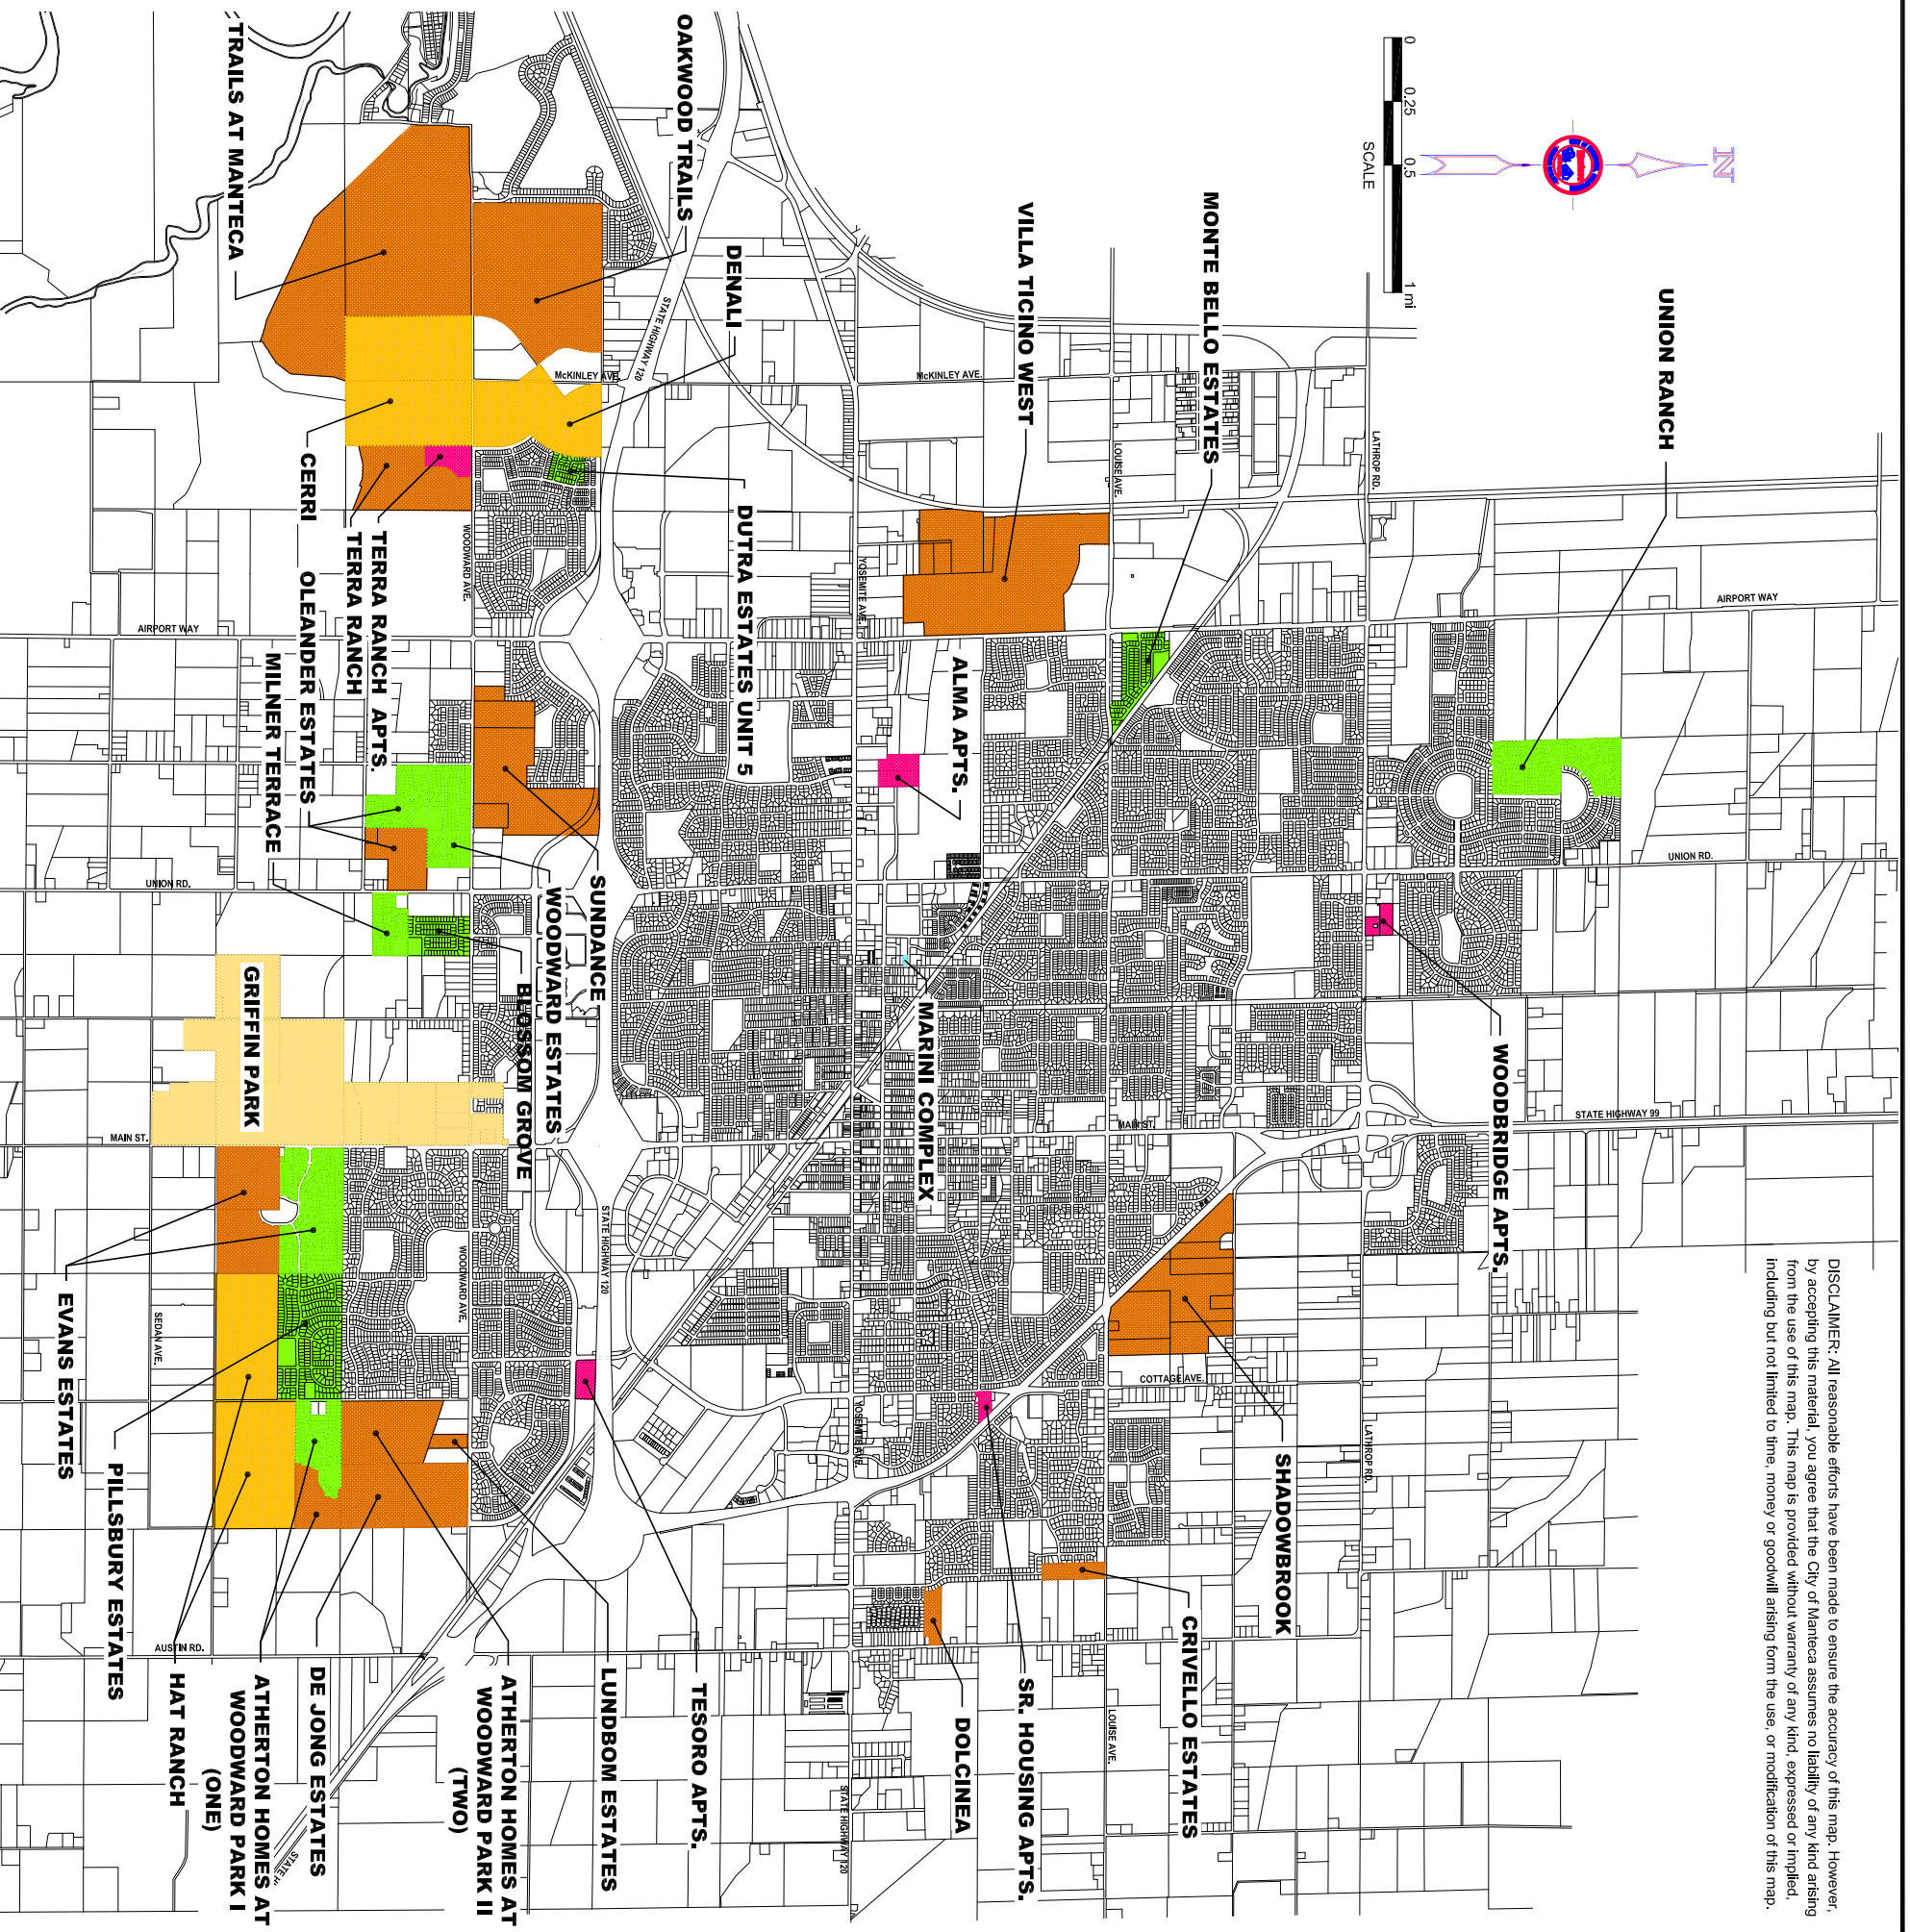 N
0 0.25 0.5 1 mi
SCALE
UNION RANCH
MONTE BELLO ESTATES
VILLA TICINO WEST
DENALI
OAKWOOD TRAILS
TRAILS AT MANTECA
CERRI
TERRA RANCH APTS.
TERRA RANCH
OLEANDER ESTATES
MILNER TERRACE
DUTRA ESTATES UNIT 5
ALMA APTS.
SUNDANCE
WOODWARD ESTATES
BLOSSOM GROVE
GRIFFIN PARK
MARINI COMPLEX
WOODBRIDGE APTS.
SHADOWBROOK
CRIVELLO ESTATES
SR. HOUSING APTS.
DOLCINEA
TESORO APTS.
LUNDBOM ESTATES
ATHERTON HOMES AT
WOODWARD PARK II
(TWO)
DE JONG ESTATES
ATHERTON HOMES AT
WOODWARD PARK I
(ONE)
HAT RANCH
PILLSBURY ESTATES
EVANS ESTATES
STATE HIGHWAY 120
McKINLEY AVE.
McKINLEY AVE.
LATHROP RD.
LOUISE AVE.
YOSEMITE AVE.
WOODWARD AVE.
AIRPORT WAY
AIRPORT WAY
UNION RD.
UNION RD.
MAIN ST.
MAIN ST.
STATE HIGHWAY 99
STATE HIGHWAY 120
WOODWARD AVE.
SEDAN AVE.
COTTAGE AVE.
LATHROP RD.
YOSEMITE AVE.
AUSTIN RD.
LOUISE AVE.
STATE HIGHWAY 120
STATE H
DISCLAIMER: All reasonable efforts have been made to ensure the accuracy of this map. However,
by accepting this material, you agree that the City of Manteca assumes no liability of any kind arising
from the use of this map. This map is provided without warranty of any kind, expressed or implied,
including but not limited to time, money or goodwill arising form the use, or modification of this map.